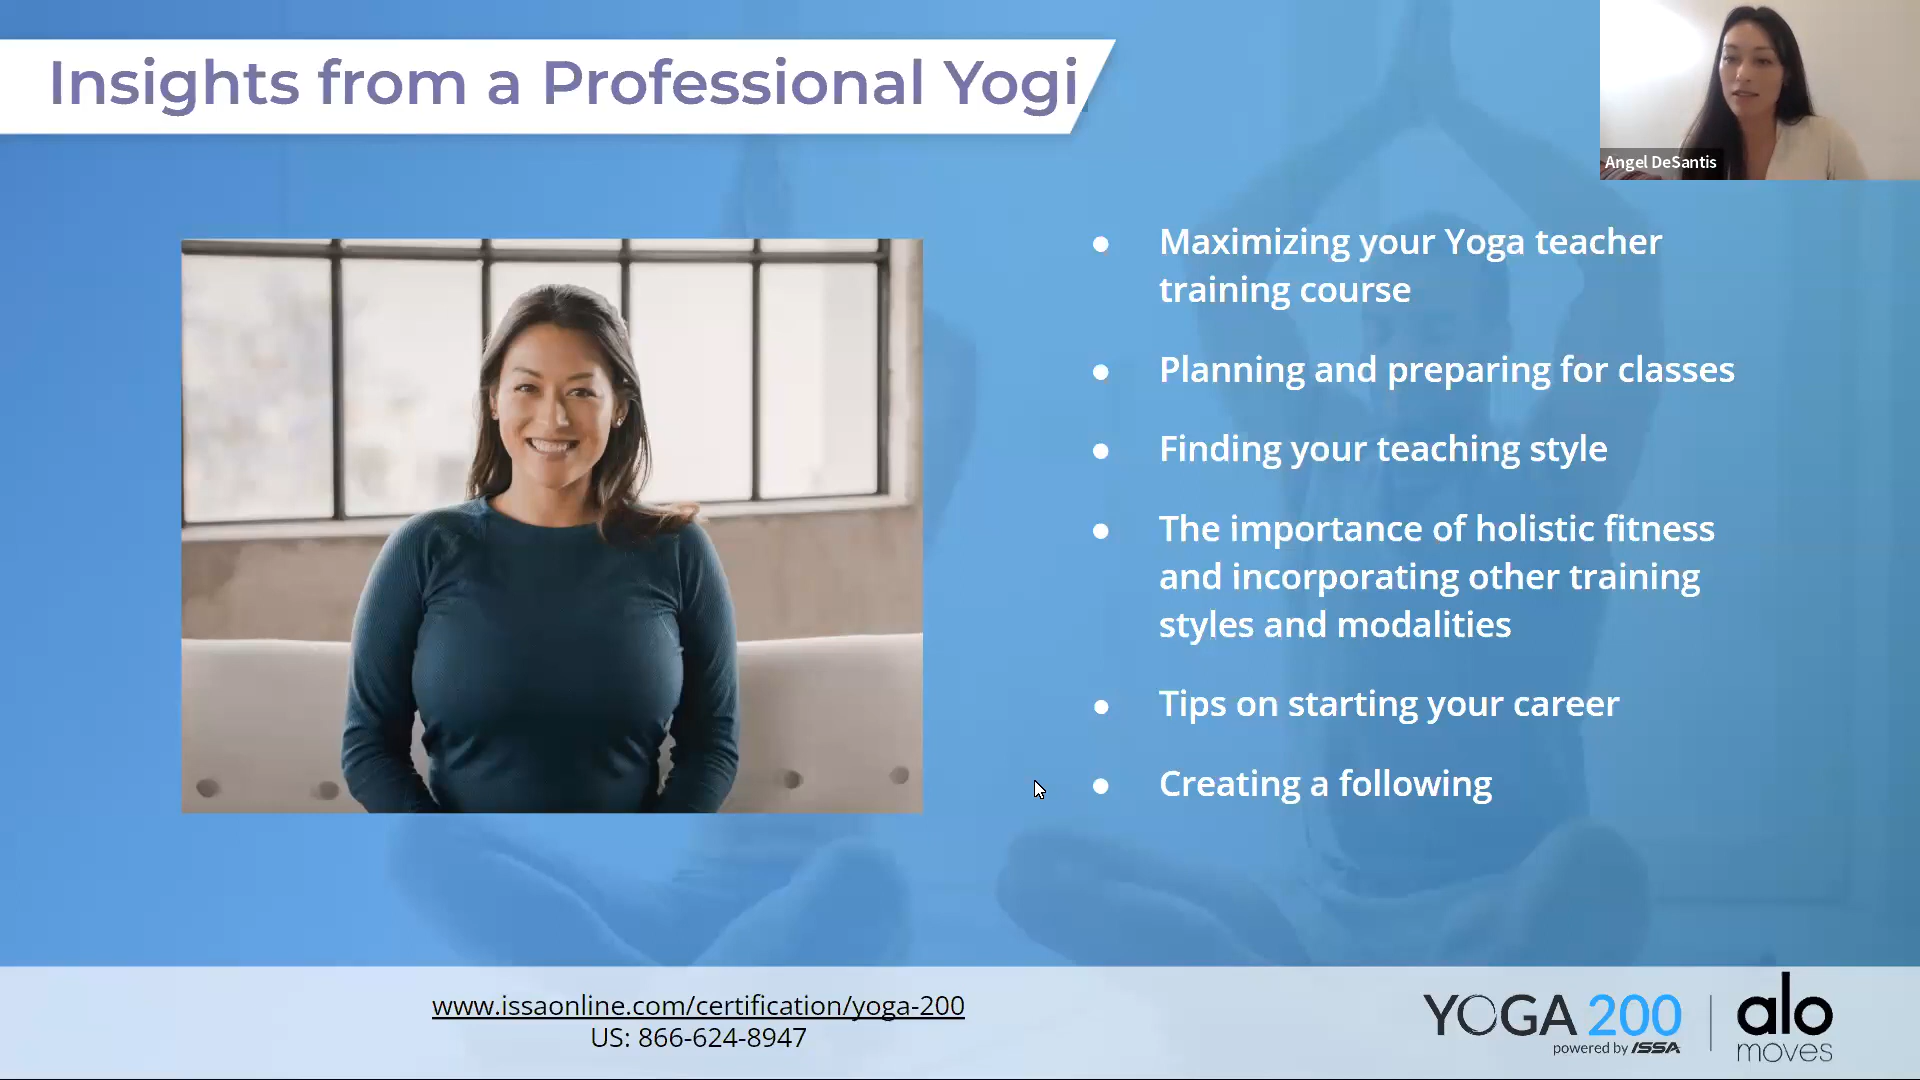 Insights from a Professional Yogi
Angel DeSantis
● Maximizing your Yoga teacher
training course
● Planning and preparing for classes
● Finding your teaching style
● The importance of holistic fitness
and incorporating other training
styles and modalities
● Tips on starting your career
● Creating a following
www.issaonline.com/certification/yoga-200
US: 866-624-8947
YOGA 200
powered by ISSA
alo
moves